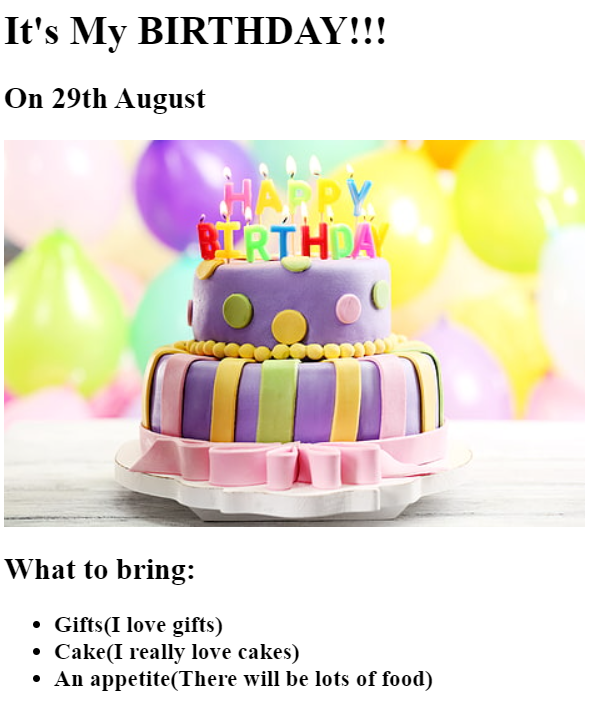 It's My BIRTHDAY!!!
On 29th August
HAPPY
BIRTHDAY
What to bring:
Gifts(I love gifts)
Cake(I really love cakes)
An appetite(There will be lots of food)